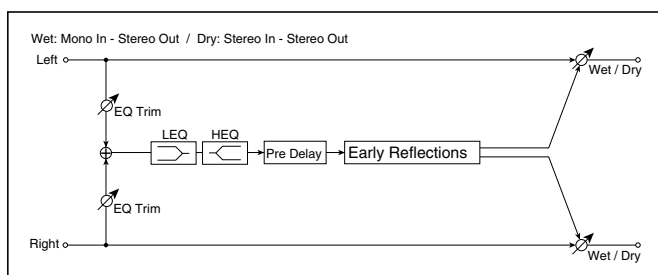 Wet: Mono In - Stereo Out / Dry: Stereo In - Stereo Out
Left
Wet / Dry
EQ Trim
LEQ
HEQ
Pre Delay
Early Reflections
EQ Trim
Right
Wet / Dry